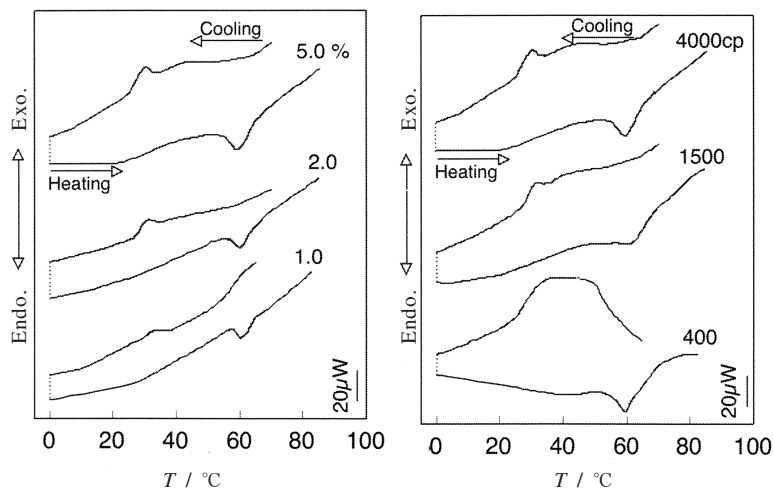 Exo.
Endo.
Cooling
5.0 %
Heating
2.0
1.0
20μW
0 20 40 60 80 100
T / °C
Exo.
Endo.
Cooling
4000cp
Heating
1500
400
20μW
0 20 40 60 80 100
T / °C